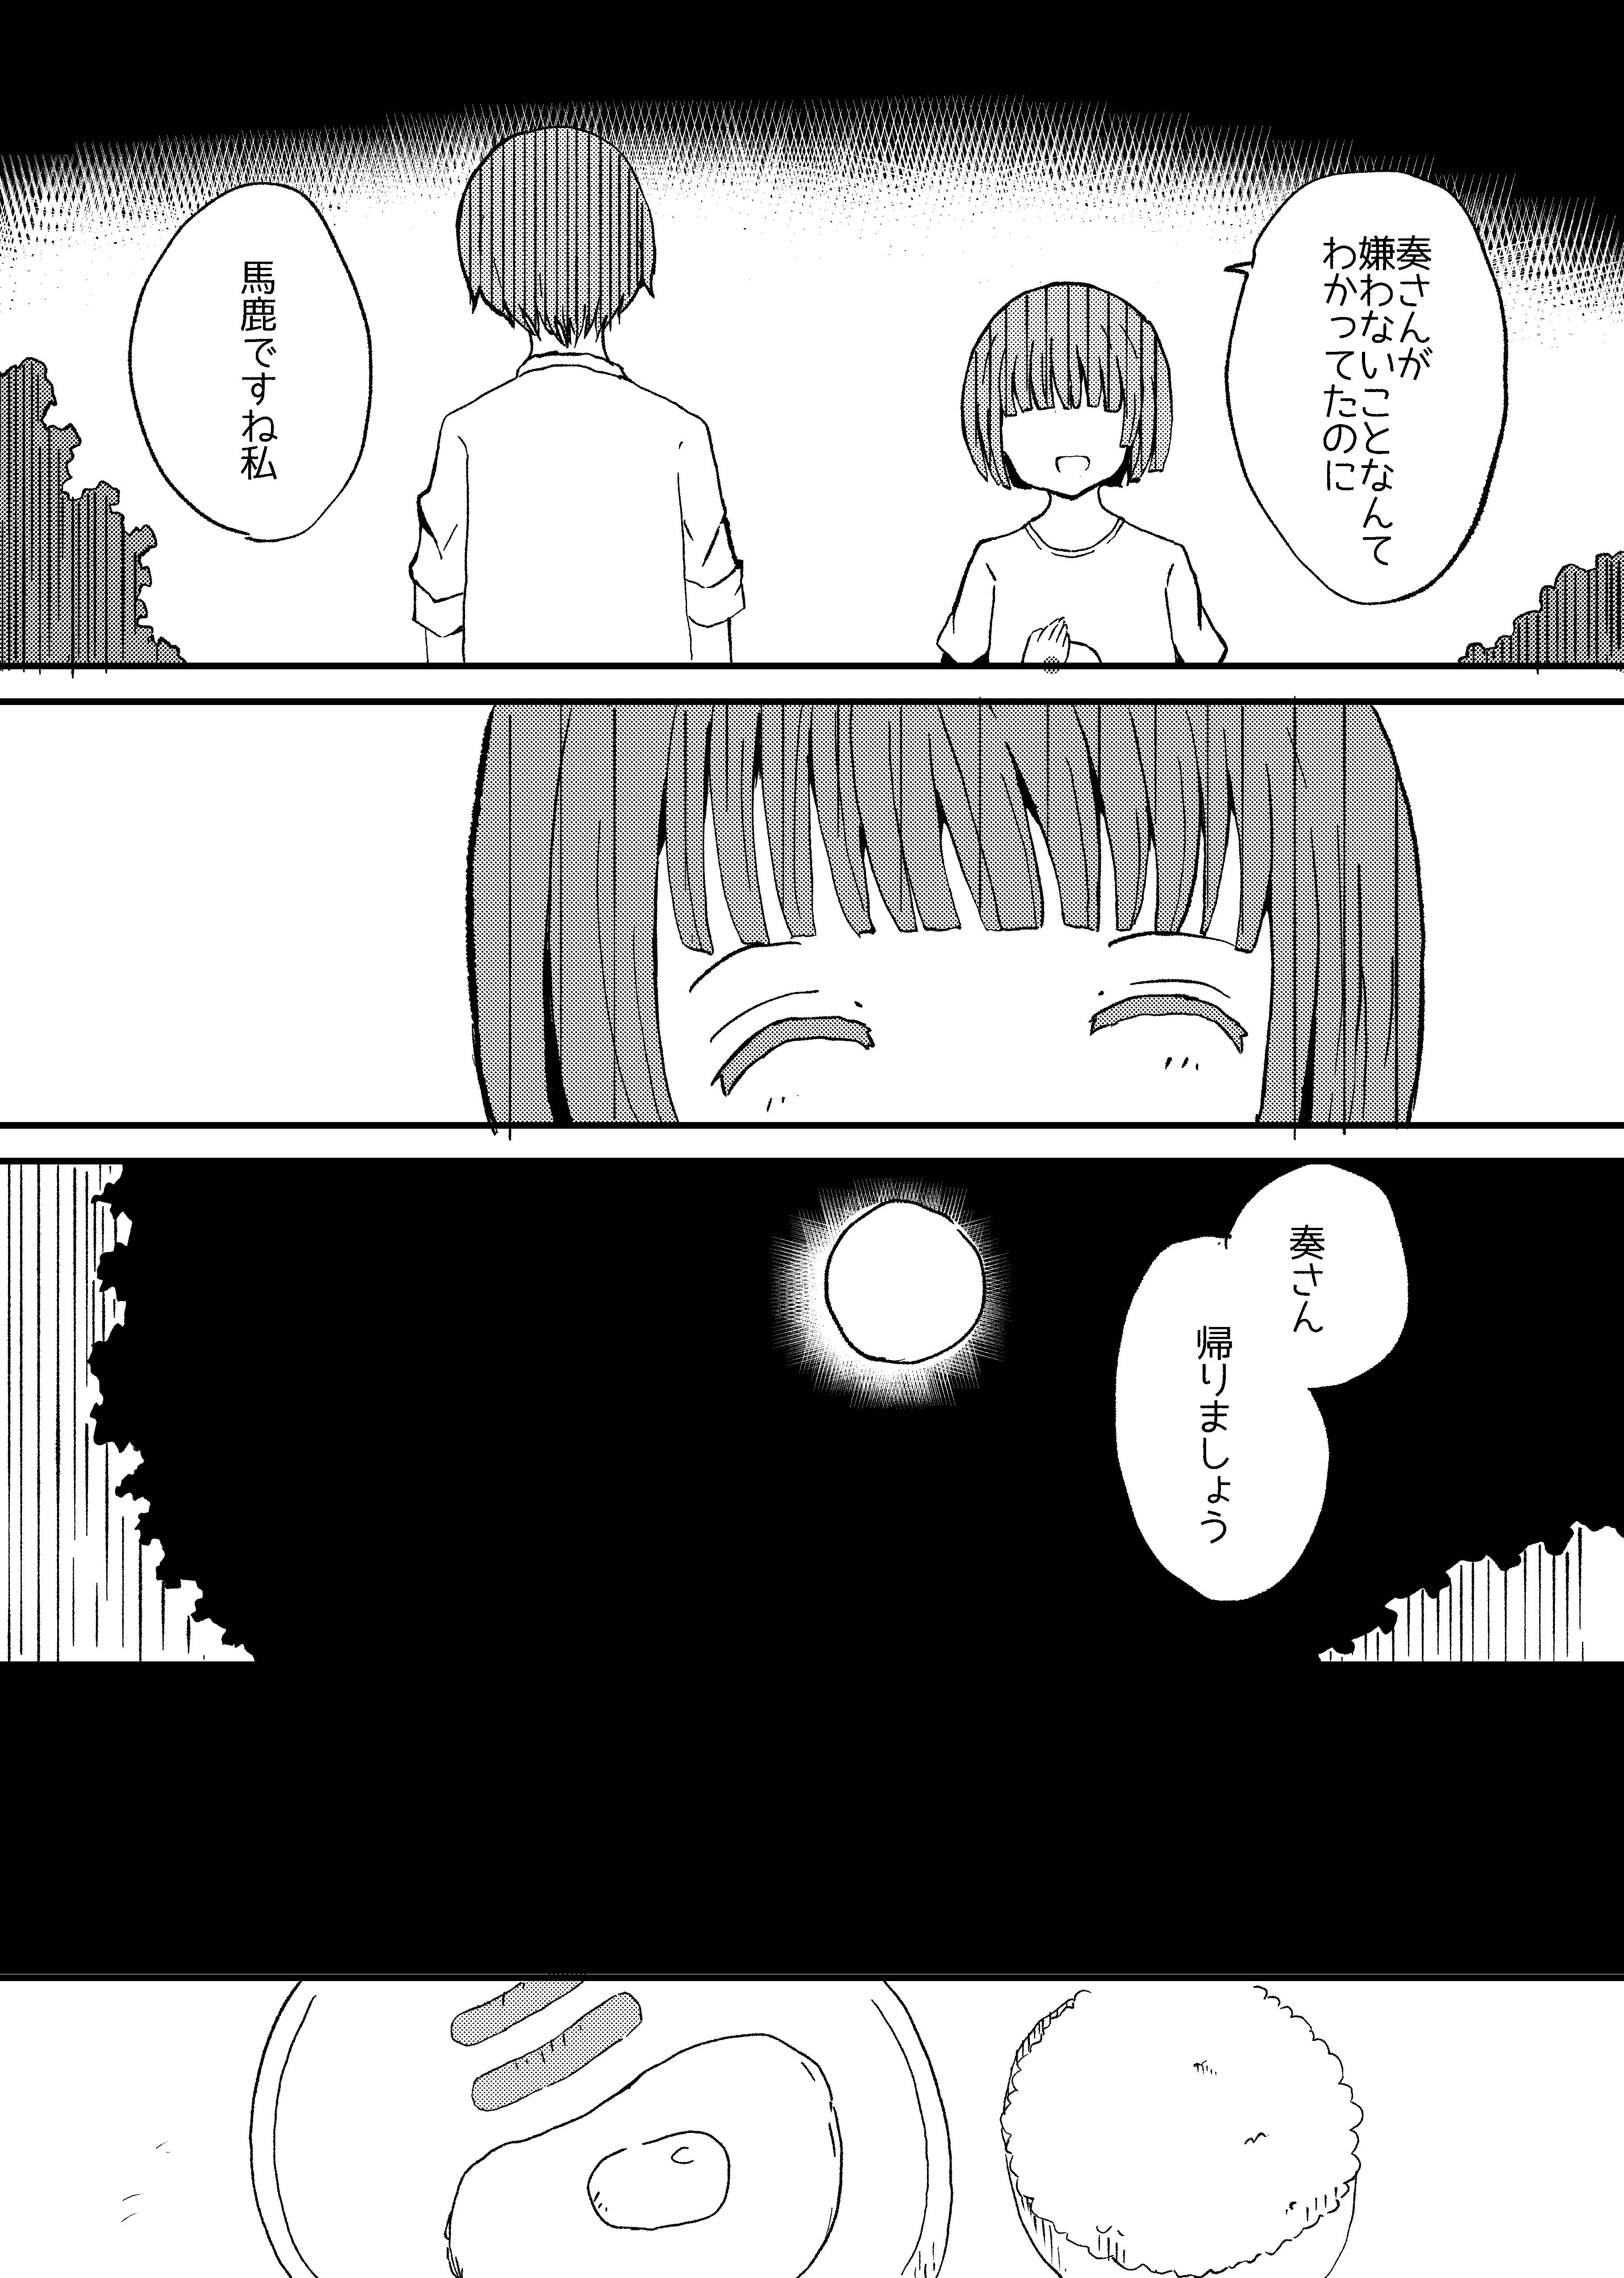 奏さんが
嫌わないことなんて
わかってたのに
馬鹿ですね私
奏さん
帰りましょう